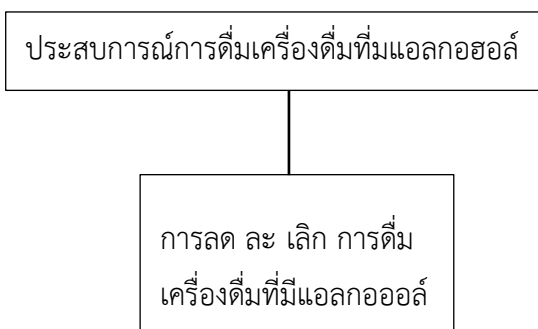 ประสบการณ์การดื่มเครื่องดื่มที่มแอลกอฮอล์
การลด ละ เลิก การดื่ม
เครื่องดื่มที่มีแอลกอออล์